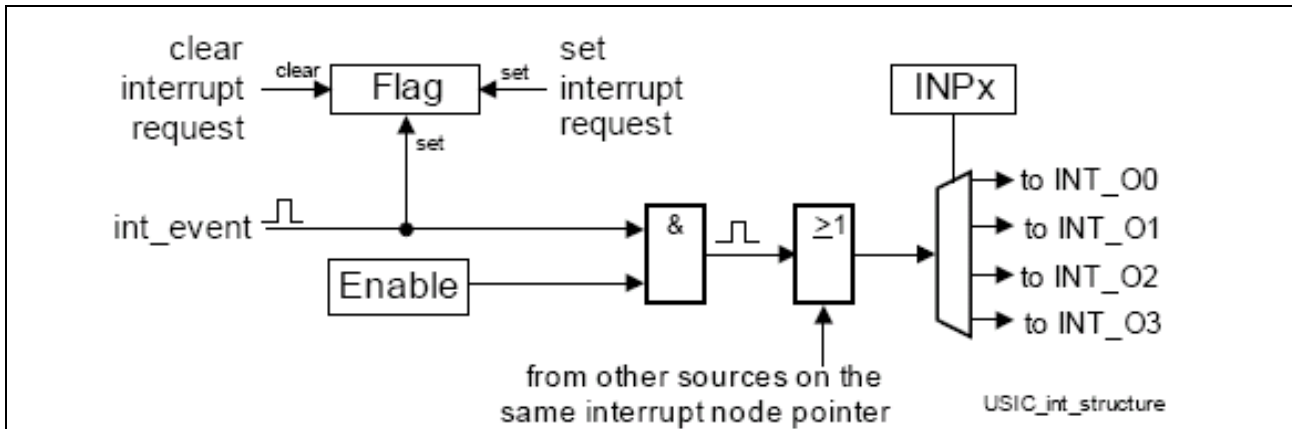 clear
interrupt
request
clear
Flag
set
set
interrupt
request
set
INPx
int_event
Enable
&
≥1
to INT_O0
to INT_O1
to INT_O2
to INT_O3
from other sources on the
same interrupt node pointer
USIC_int_structure